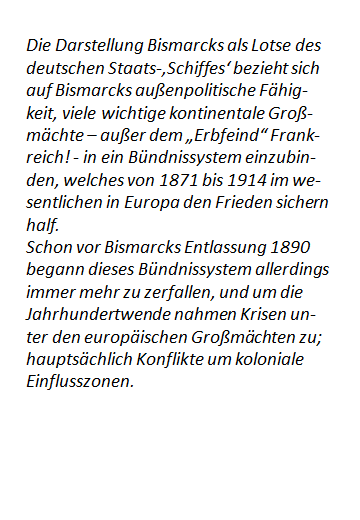 Die Darstellung Bismarcks als Lotse des
deutschen Staats-‚Schiffes‘ bezieht sich
auf Bismarcks außenpolitische Fähig-
keit, viele wichtige kontinentale Groß-
mächte – außer dem „Erbfeind“ Frank-
reich! - in ein Bündnissystem einzubin-
den, welches von 1871 bis 1914 im we-
sentlichen in Europa den Frieden sichern
half.
Schon vor Bismarcks Entlassung 1890
begann dieses Bündnissystem allerdings
immer mehr zu zerfallen, und um die
Jahrhundertwende nahmen Krisen un-
ter den europäischen Großmächten zu;
hauptsächlich Konflikte um koloniale
Einflusszonen.